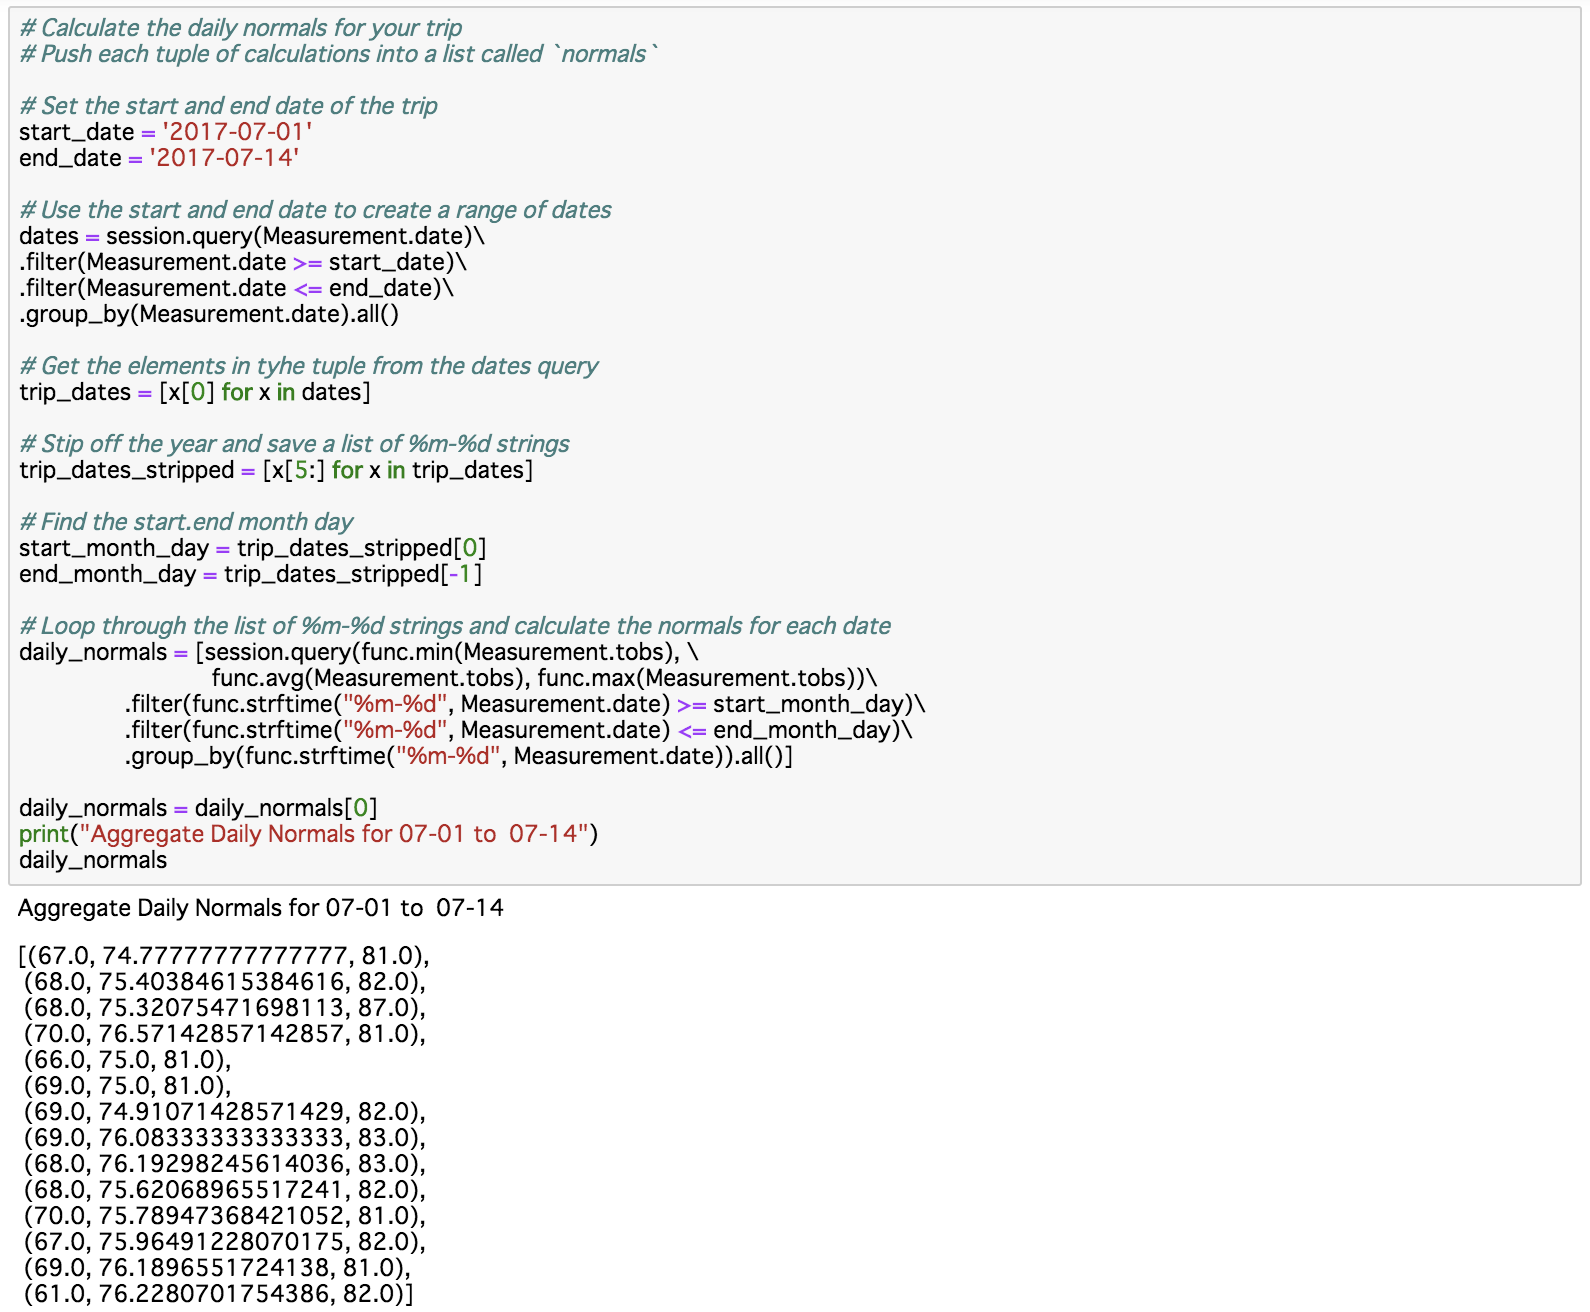 # Calculate the daily normals for your trip
# Push each tuple of calculations into a list called `normals`
# Set the start and end date of the trip
start_date = '2017-07-01'
end_date = '2017-07-14'
# Use the start and end date to create a range of dates
dates = session.query(Measurement.date)\
.filter(Measurement.date >= start_date)\
.filter(Measurement.date <= end_date)\
.group_by(Measurement.date).all()
# Get the elements in tyhe tuple from the dates query
trip_dates = [x[0] for x in dates]
# Stip off the year and save a list of %m-%d strings
trip_dates_stripped = [x[5:] for x in trip_dates]
# Find the start.end month day
start_month_day = trip_dates_stripped[0]
end_month_day = trip_dates_stripped[-1]
# Loop through the list of %m-%d strings and calculate the normals for each date
daily_normals = [session.query(func.min(Measurement.tobs), \
func.avg(Measurement.tobs), func.max(Measurement.tobs))\
.filter(func.strftime("%m-%d", Measurement.date) >= start_month_day)\
.filter(func.strftime("%m-%d", Measurement.date) <= end_month_day)\
.group_by(func.strftime("%m-%d", Measurement.date)).all()]
daily_normals = daily_normals[0]
print("Aggregate Daily Normals for 07-01 to  07-14")
daily_normals
Aggregate Daily Normals for 07-01 to  07-14
[(67.0, 74.77777777777777, 81.0),
(68.0, 75.40384615384616, 82.0),
(68.0, 75.32075471698113, 87.0),
(70.0, 76.57142857142857, 81.0),
(66.0, 75.0, 81.0),
(69.0, 75.0, 81.0),
(69.0, 74.91071428571429, 82.0),
(69.0, 76.08333333333333, 83.0),
(68.0, 76.19298245614036, 83.0),
(68.0, 75.62068965517241, 82.0),
(70.0, 75.78947368421052, 81.0),
(67.0, 75.96491228070175, 82.0),
(69.0, 76.1896551724138, 81.0),
(61.0, 76.2280701754386, 82.0)]